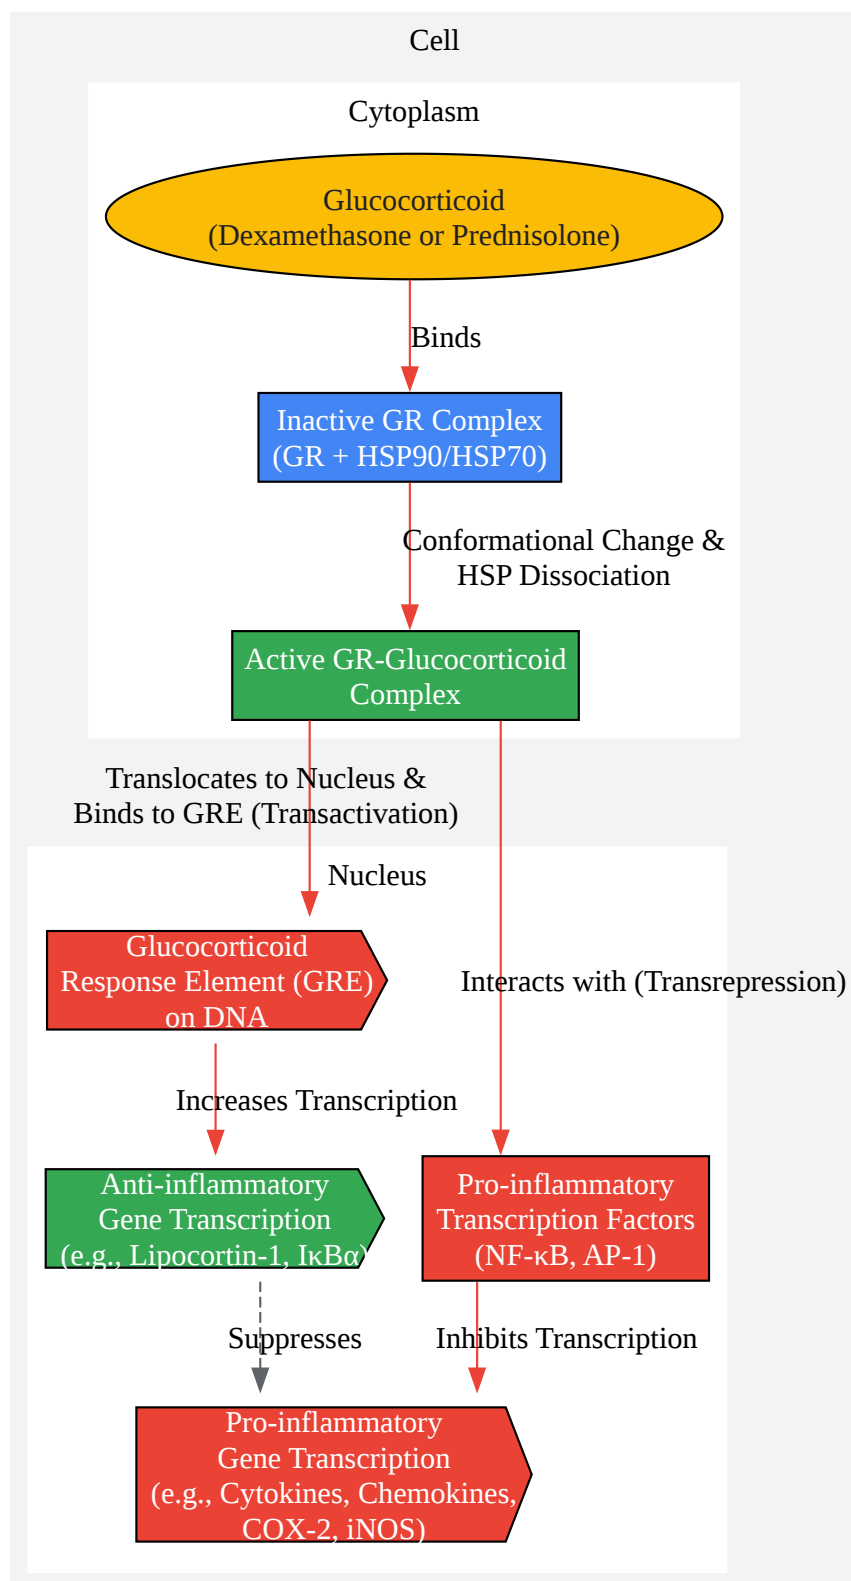 Cell
Cytoplasm
Glucocorticoid
(Dexamethasone or Prednisolone)
Binds
Inactive GR Complex
(GR + HSP90/HSP70)
Conformational Change &
HSP Dissociation
Active GR-Glucocorticoid
Complex
Translocates to Nucleus &
Binds to GRE (Transactivation)
Nucleus
Glucocorticoid
Response Element (GRE)
on DNA
Interacts with (Transrepression)
Increases Transcription
Anti-inflammatory
Gene Transcription
(e.g., Lipocortin-1, IκBα)
Pro-inflammatory
Transcription Factors
(NF-κB, AP-1)
Suppresses
Inhibits Transcription
Pro-inflammatory
Gene Transcription
(e.g., Cytokines, Chemokines,
COX-2, iNOS)